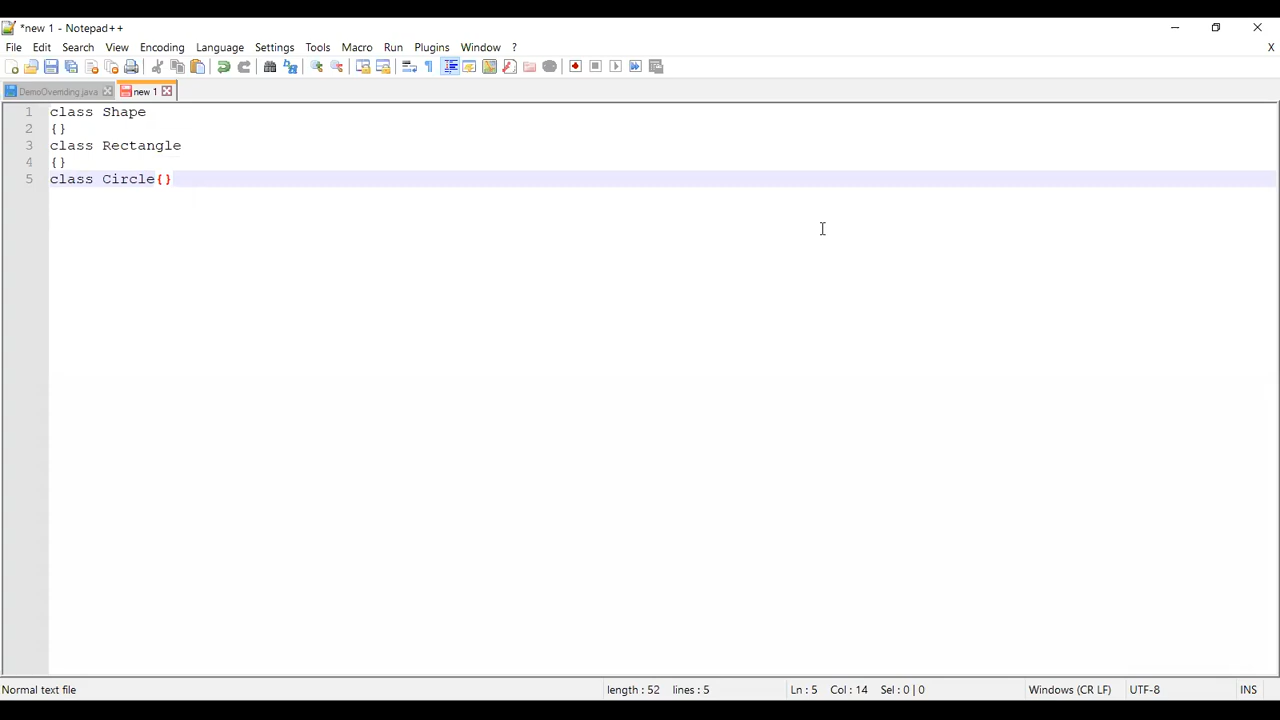 *new 1 - Notepad++
File Edit Search View Encoding Language Settings Tools Macro Run Plugins Window ? X
DemoOverriding.java new 1
1 class Shape
2 {}
3 class Rectangle
4 {}
5 class Circle{}
Normal text file length : 52 lines : 5 Ln : 5 Col : 14 Sel : 0 | 0 Windows (CR LF) UTF-8 INS